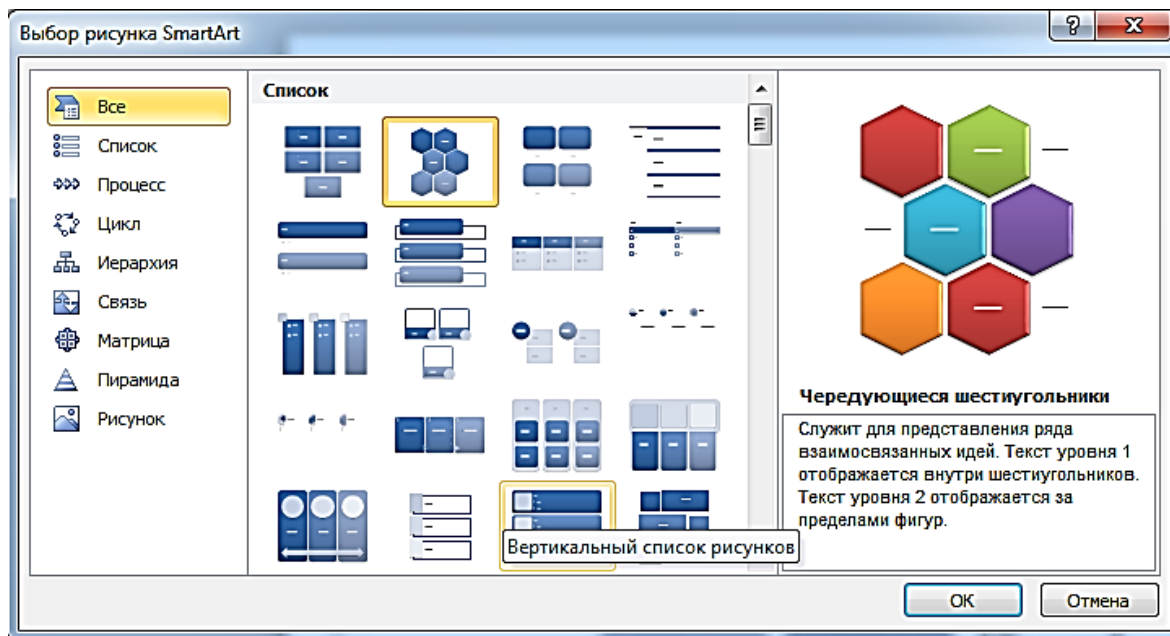 Выбор рисунка SmartArt
?
X
Все
Список
Процесс
Цикл
Иерархия
Связь
Матрица
Пирамида
Рисунок
Список
Вертикальный список рисунков
Чередующиеся шестиугольники
Служит для представления ряда
взаимосвязанных идей. Текст уровня 1
отображается внутри шестиугольников.
Текст уровня 2 отображается за
пределами фигур.
ОК
Отмена